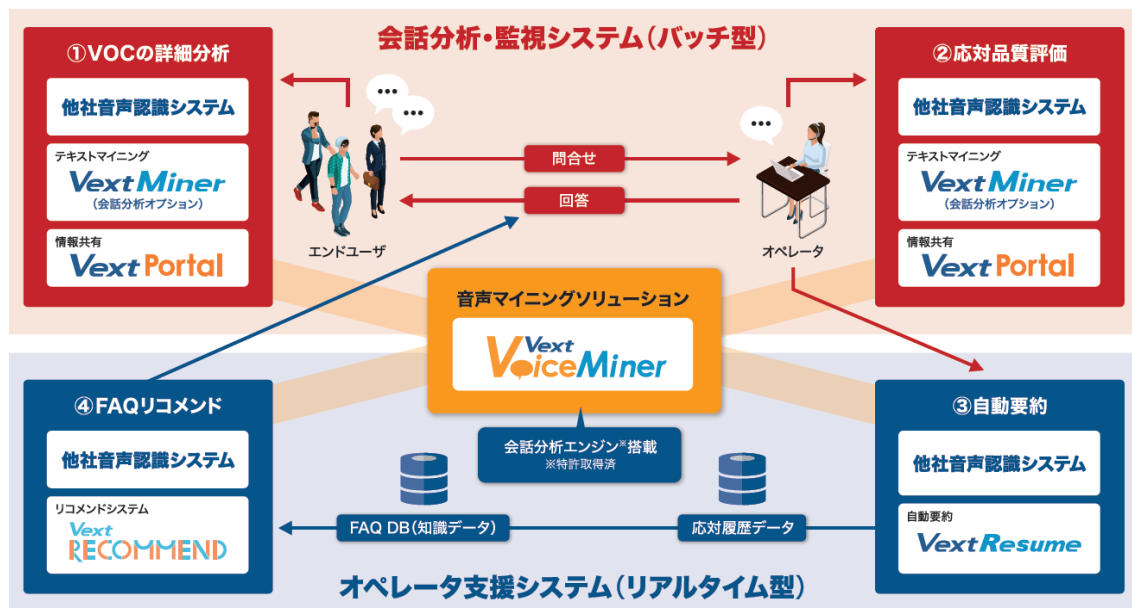 会話分析・監視システム（バッチ型）
①VOCの詳細分析
他社音声認識システム
テキストマイニング
VextMiner
（会話分析オプション）
情報共有
VextPortal
エンドユーザ
問合せ
回答
オペレータ
②応対品質評価
他社音声認識システム
テキストマイニング
VextMiner
（会話分析オプション）
情報共有
VextPortal
音声マイニングソリューション
Vext
VoiceMiner
会話分析エンジン※搭載
※特許取得済
④FAQリコメンド
他社音声認識システム
リコメンドシステム
Vext
RECOMMEND
FAQ DB（知識データ）
応対履歴データ
③自動要約
他社音声認識システム
自動要約
VextResume
オペレータ支援システム（リアルタイム型）